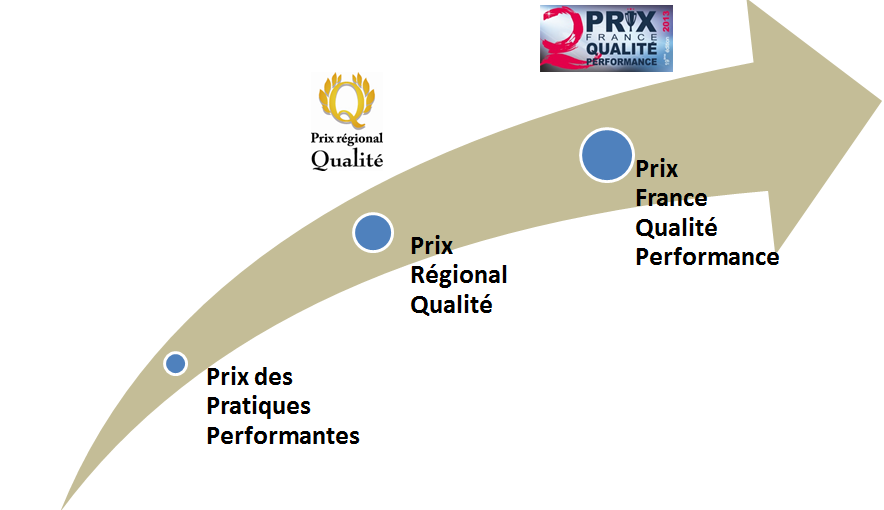 PRIX
FRANCE
QUALITÉ
PERFORMANCE
2013
Prix régional
Qualité
Prix
France
Qualité
Performance
Prix
Régional
Qualité
Prix des
Pratiques
Performantes